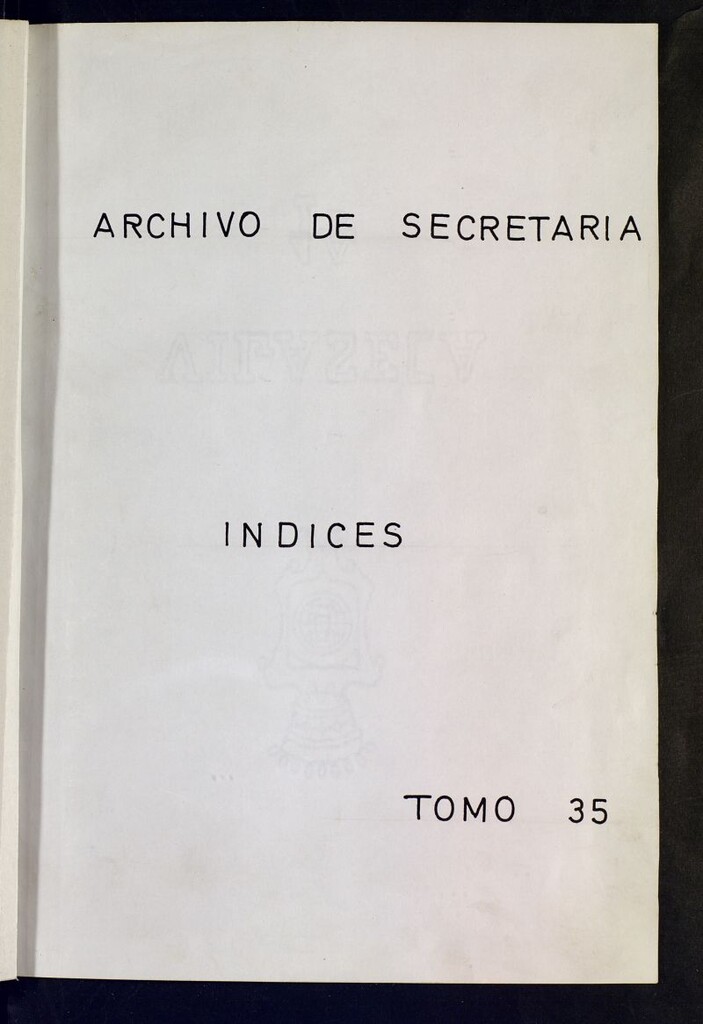 ARCHIVO DE SECRETARIA
INDICES
TOMO 35